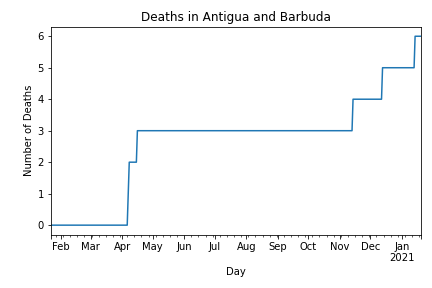 Deaths in Antigua and Barbuda
Number of Deaths
6
5
4
3
2
1
0
Feb Mar Apr May Jun Jul Aug Sep Oct Nov Dec Jan
2021
Day